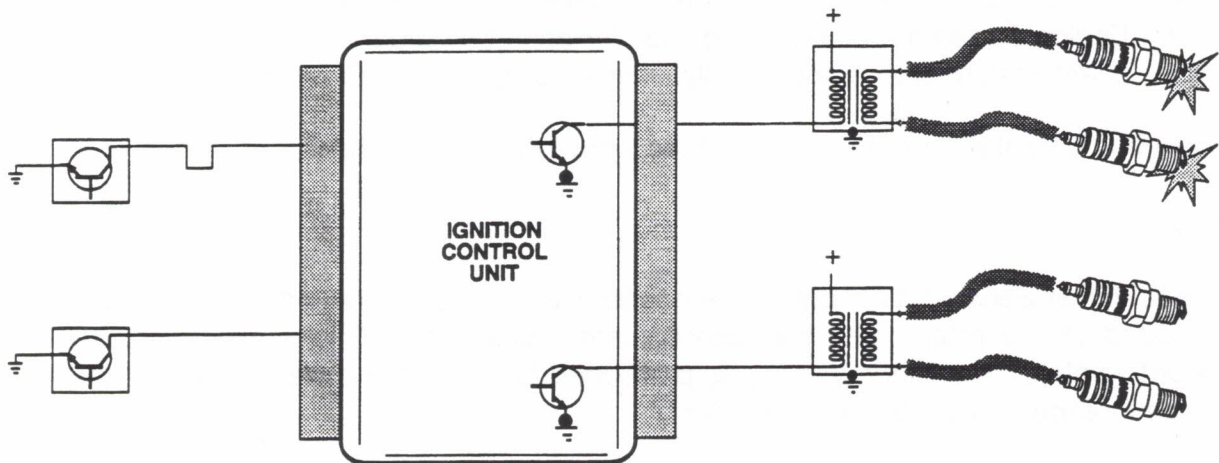 +
+
IGNITION
CONTROL
UNIT